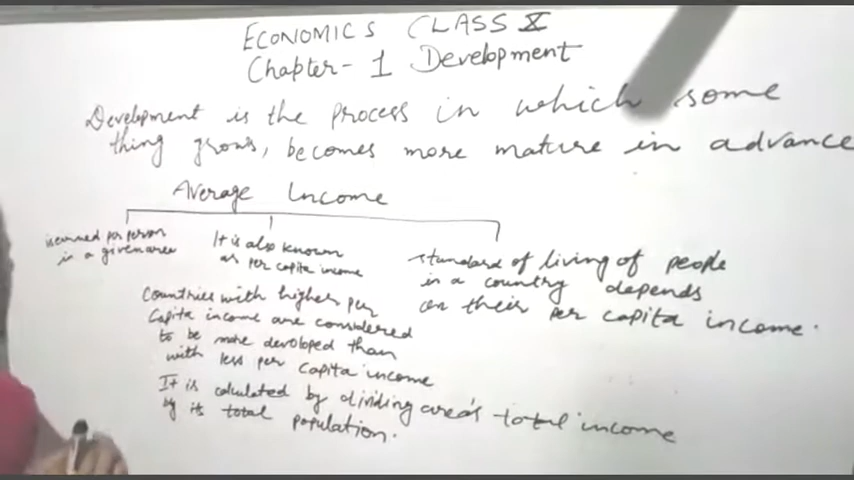 ECONOMICS CLASS X
Chapter-1 Development
Development is the process in which some
thing grows, becomes more mature in advance
Average Income
is earned per person
in a given area
It is also known
as per capita income
standard of living of people
in a country depends
on their per capita income.
Countries with higher per
Capita income are considered
to be more devoloped than
with less per capita income
It is calculated by dividing area's total income
by its total population.